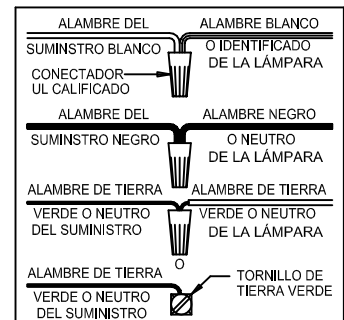 ALAMBRE DEL
SUMINSTRO BLANCO
ALAMBRE BLANCO
O IDENTIFICADO
DE LA LÁMPARA
CONECTADOR
UL CALIFICADO
ALAMBRE DEL
SUMINSTRO NEGRO
ALAMBRE NEGRO
O NEUTRO
DE LA LÁMPARA
ALAMBRE DE TIERRA
VERDE O NEUTRO
DEL SUMINISTRO
ALAMBRE DE TIERRA
VERDE O NEUTRO
DE LA LÁMPARA
O
ALAMBRE DE TIERRA
VERDE O NEUTRO
DEL SUMINISTRO
TORNILLO DE
TIERRA VERDE